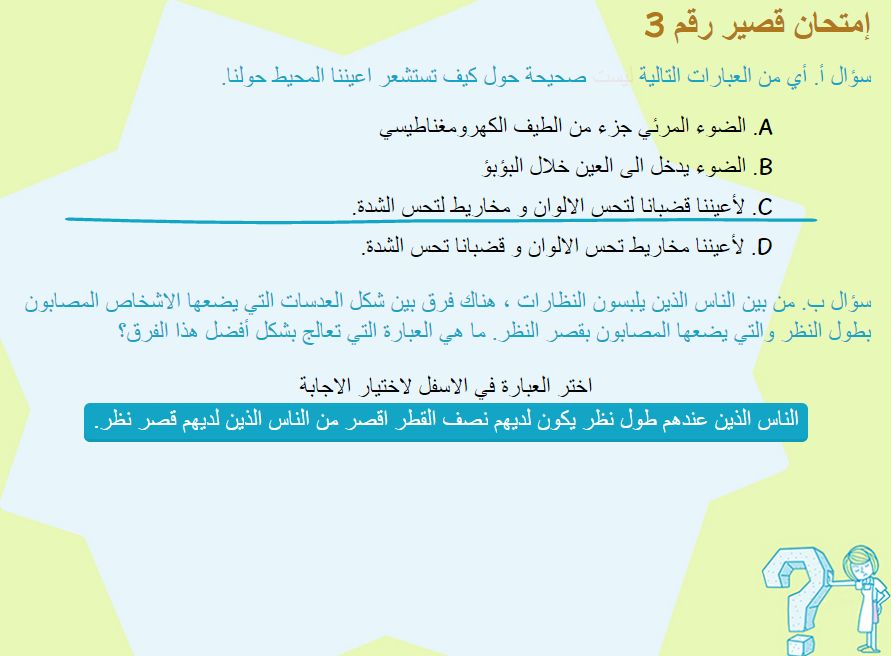 إمتحان قصير رقم 3
سؤال أ. أي من العبارات التالية ليست صحيحة حول كيف تستشعر اعيننا المحيط حولنا.
A. الضوء المرئي جزء من الطيف الكهرومغناطيسي
B. الضوء يدخل الى العين خلال البؤبؤ
C. لأعيننا قضبانا لتحس الالوان و مخاريط لتحس الشدة.
D. لأعيننا مخاريط تحس الالوان و قضبانا تحس الشدة.
سؤال ب. من بين الناس الذين يلبسون النظارات ، هناك فرق بين شكل العدسات التي يضعها الاشخاص المصابون
بطول النظر والتي يضعها المصابون بقصر النظر. ما هي العبارة التي تعالج بشكل أفضل هذا الفرق؟
اختر العبارة في الاسفل لاختيار الاجابة
الناس الذين عندهم طول نظر يكون لديهم نصف القطر اقصر من الناس الذين لديهم قصر نظر.